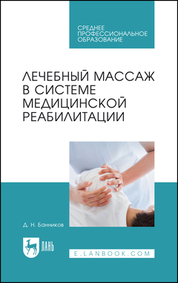 СРЕДНЕЕ
ПРОФЕССИОНАЛЬНОЕ
ОБРАЗОВАНИЕ
ЛЕЧЕБНЫЙ МАССАЖ
В СИСТЕМЕ
МЕДИЦИНСКОЙ
РЕАБИЛИТАЦИИ
Д. Н. Банников
ЛАНЬ
E.LANBOOK.COM